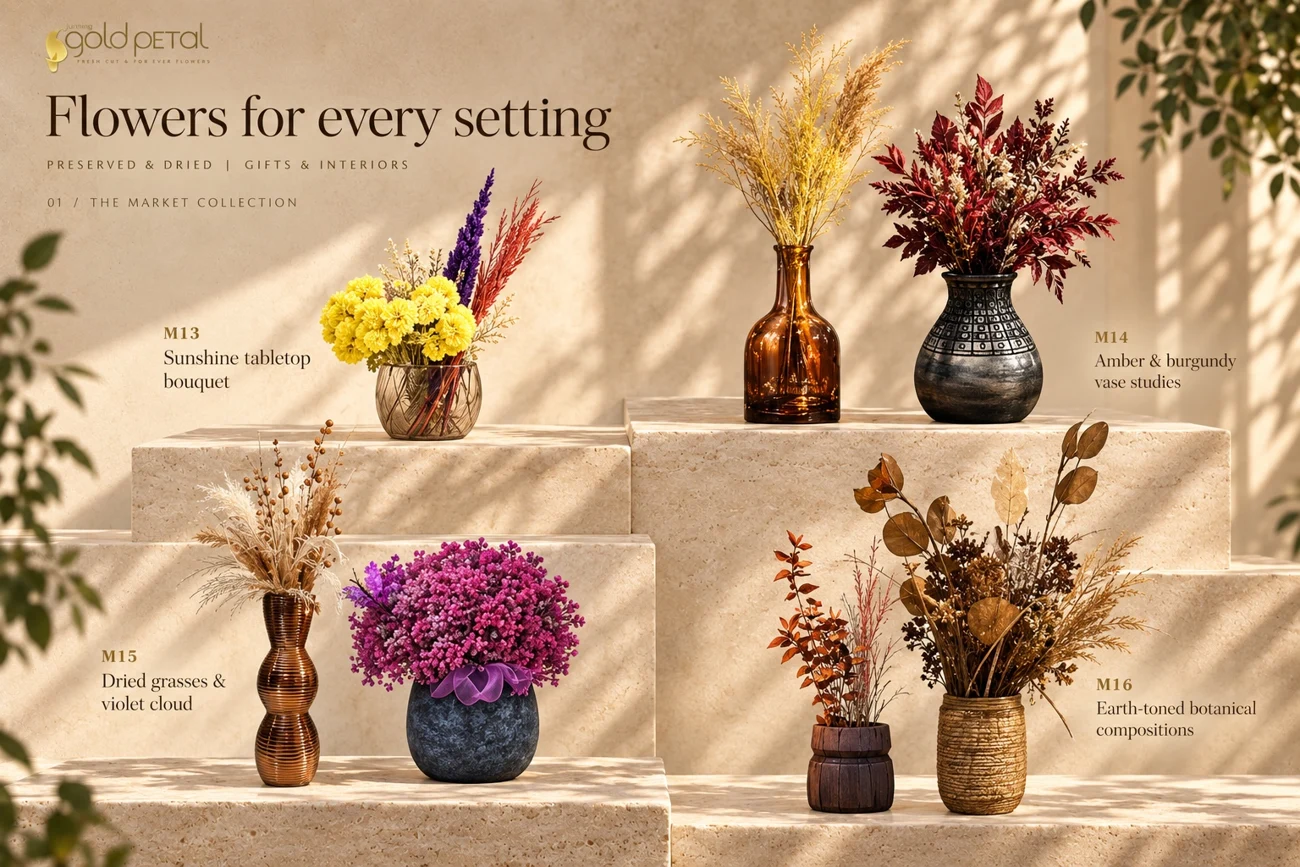 gold petal
FRESH CUT & FOR EVER FLOWERS
Flowers for every setting
PRESERVED & DRIED | GIFTS & INTERIORS
01 / THE MARKET COLLECTION
M13
Sunshine tabletop
bouquet
M14
Amber & burgundy
vase studies
M15
Dried grasses &
violet cloud
M16
Earth-toned botanical
compositions